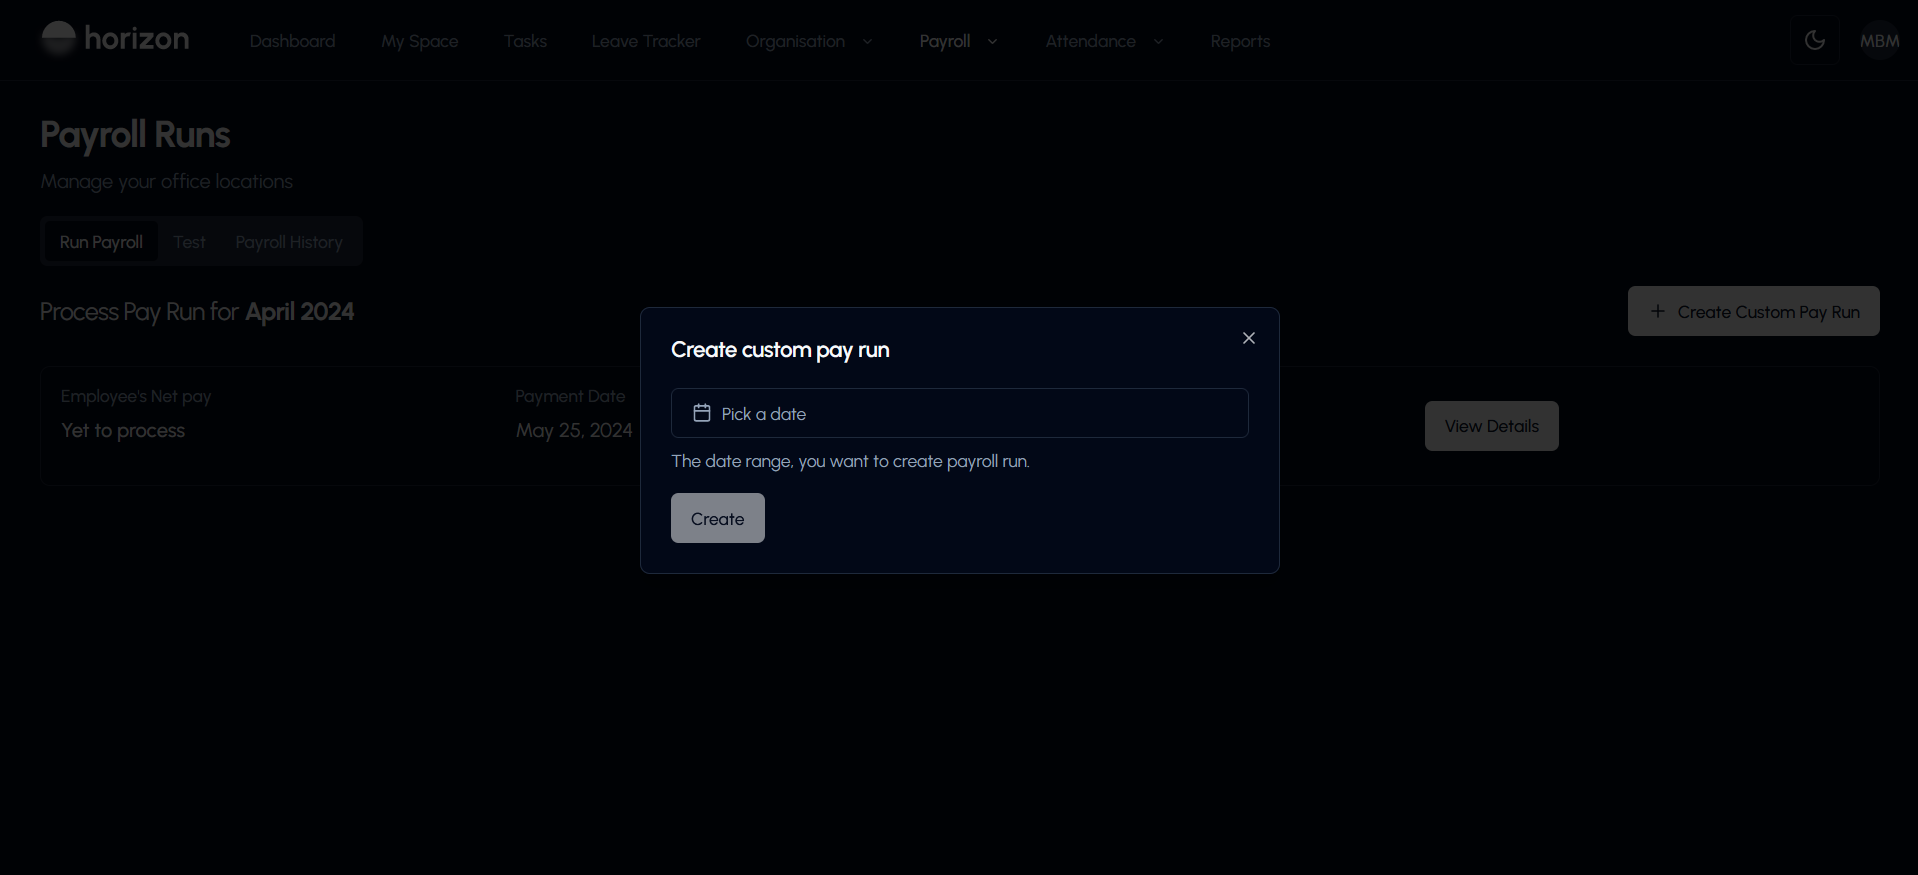 horizon Dashboard My Space Tasks Leave Tracker Organisation Payroll Attendance Reports MBM
Payroll Runs
Manage your office locations
Run Payroll Test Payroll History
Process Pay Run for April 2024
Create Custom Pay Run
Employee's Net pay Payment Date
Yet to process May 25, 2024
View Details
Create custom pay run
Pick a date
The date range, you want to create payroll run.
Create